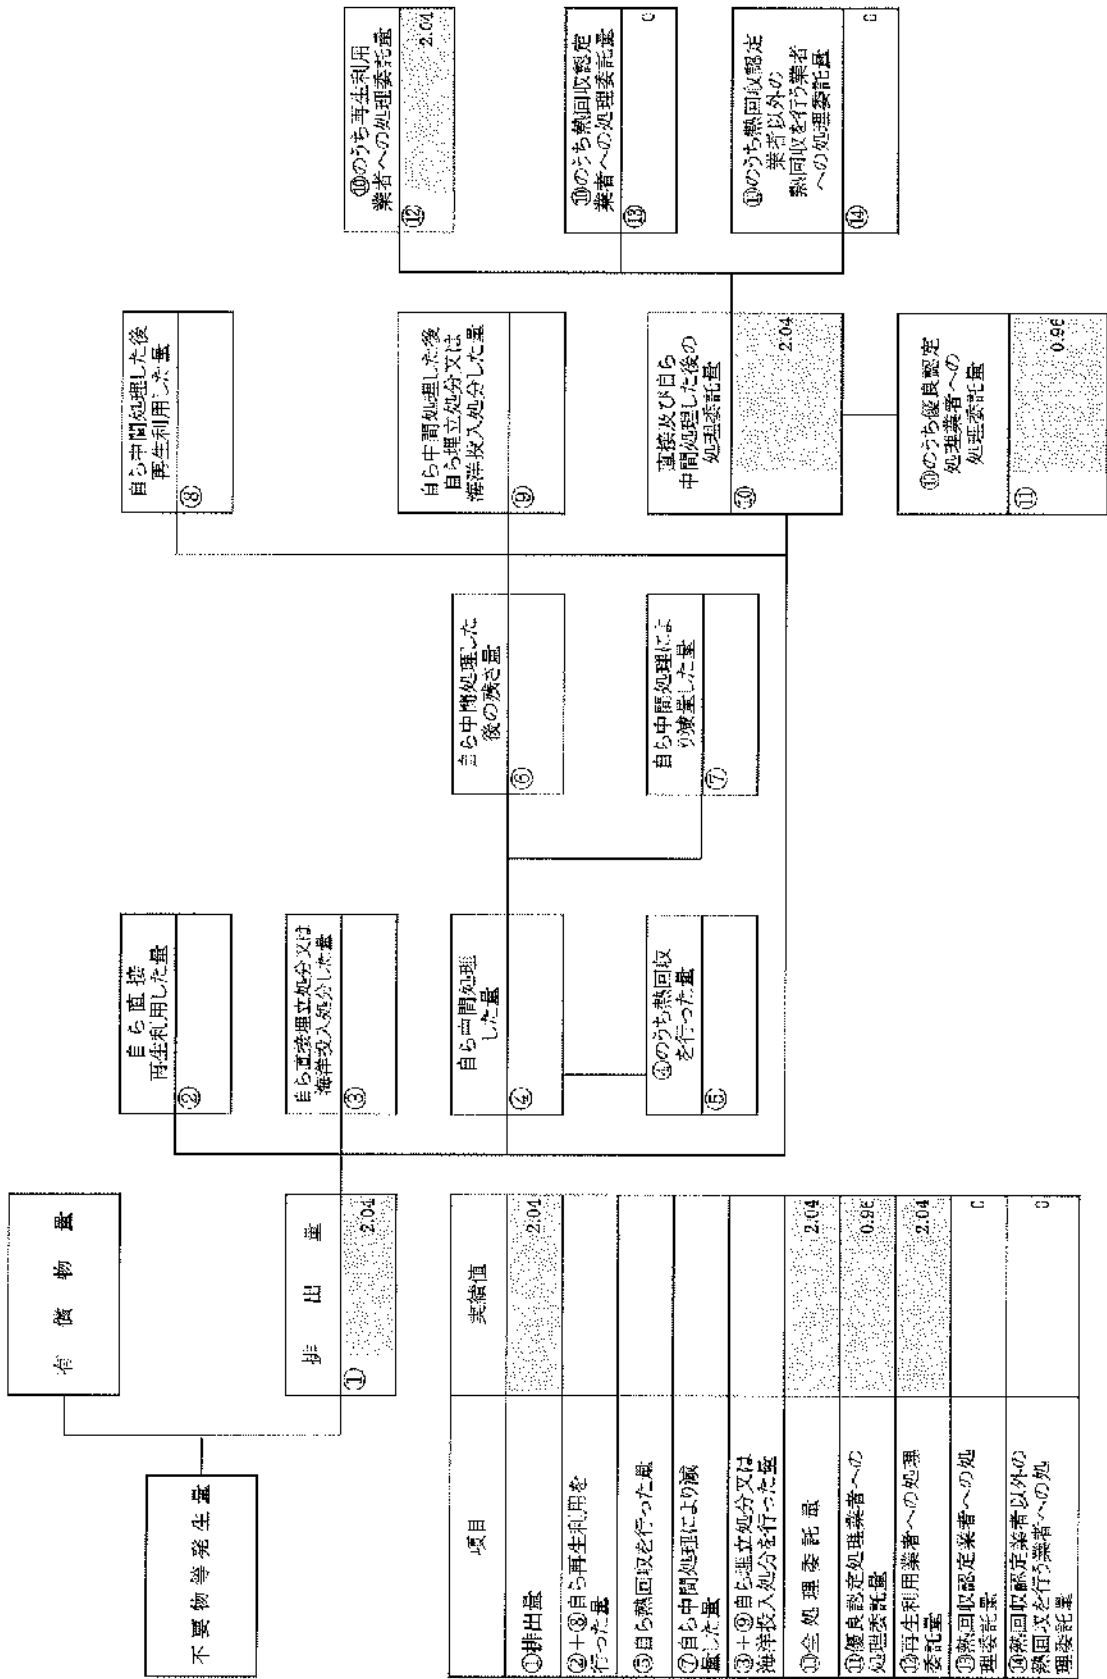 不要物等発生量
有償物量
排出量
①
2.04
自ら直接
再生利用した量
②
自ら直接埋立処分又は
海洋投入処分した量
③
自ら中間処理
した量
④
④のうち熱回収
を行った量
⑤
自ら中間処理した
後の残さ量
⑥
自ら中間処理によ
り減量した量
⑦
自ら中間処理した後
再生利用した量
⑧
自ら中間処理した後
自ら埋立処分又は
海洋投入処分した量
⑨
直接及び自ら
中間処理した後の
処理委託量
⑩
2.04
⑩のうち優良認定
処理業者への
処理委託量
⑪
0.96
⑩のうち再生利用
業者への処理委託量
⑫
2.04
⑩のうち熱回収認定
業者への処理委託量
⑬
0
⑩のうち熱回収認定
業者以外の
熱回収を行う業者
への処理委託量
⑭
0
項目 実績値
①排出量 2.04
②+⑧自ら再生利用を
行った量
⑤自ら熱回収を行った量
⑦自ら中間処理により減
量した量
③+⑨自ら埋立処分又は
海洋投入処分を行った量
⑩全処理委託量 2.04
⑪優良認定処理業者への
処理委託量 0.96
⑫再生利用業者への処理
委託量 2.04
⑬熱回収認定業者への処
理委託量 0
⑭熱回収認定業者以外の
熱回収を行う業者への処
理委託量 0